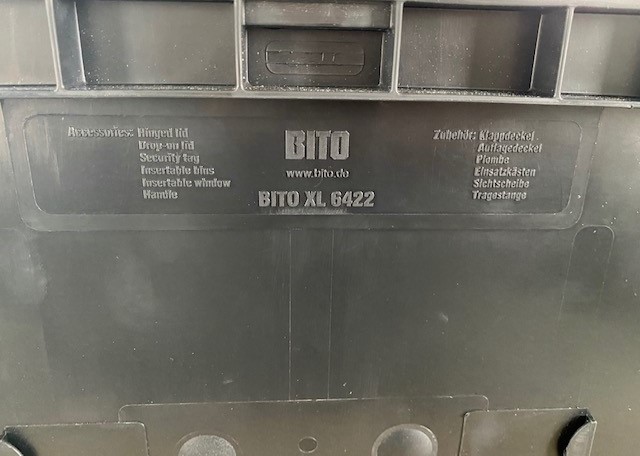 Accessories: Hinged lid
Drop-on lid
Security tag
Insertable bins
Insertable window
Handle
BITO
www.bito.de
BITO XL 6422
Zubehör: Klappdeckel
Auflagedeckel
Plombe
Einsatzkästen
Sichtscheibe
Tragestange